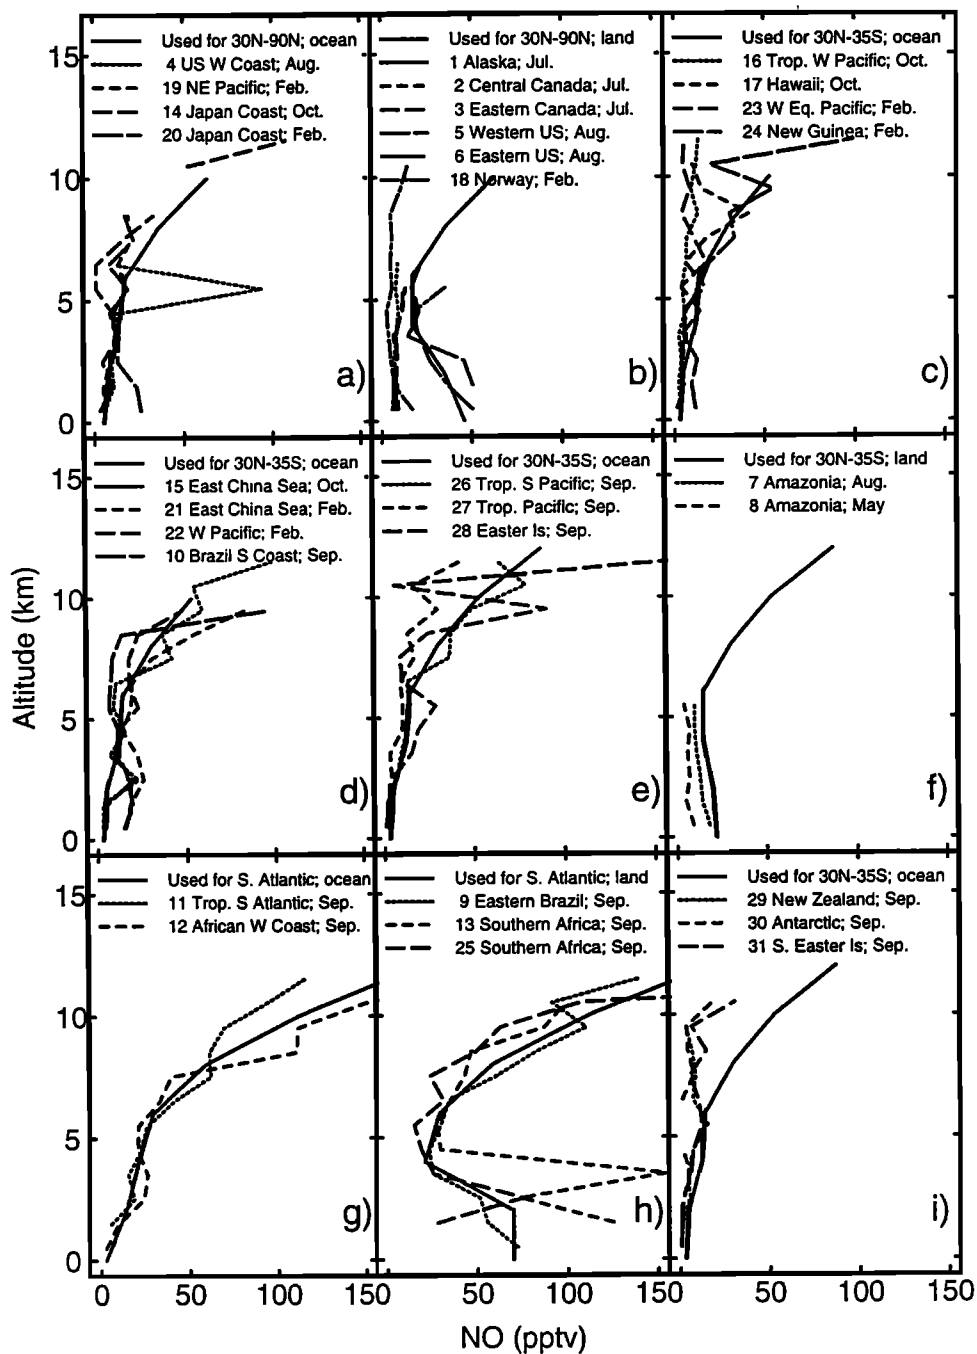 15
10
5
0
Used for 30N-90N; ocean
4 US W Coast; Aug.
19 NE Pacific; Feb.
14 Japan Coast; Oct.
20 Japan Coast; Feb.
a)
Used for 30N-90N; land
1 Alaska; Jul.
2 Central Canada; Jul.
3 Eastern Canada; Jul.
5 Western US; Aug.
6 Eastern US; Aug.
18 Norway; Feb.
b)
Used for 30N-35S; ocean
16 Trop. W Pacific; Oct.
17 Hawaii; Oct.
23 W Eq. Pacific; Feb.
24 New Guinea; Feb.
c)
Altitude (km)
15
10
5
0
Used for 30N-35S; ocean
15 East China Sea; Oct.
21 East China Sea; Feb.
22 W Pacific; Feb.
10 Brazil S Coast; Sep.
d)
Used for 30N-35S; ocean
26 Trop. S Pacific; Sep.
27 Trop. Pacific; Sep.
28 Easter Is; Sep.
e)
Used for 30N-35S; land
7 Amazonia; Aug.
8 Amazonia; May
f)
15
10
5
0
Used for S. Atlantic; ocean
11 Trop. S Atlantic; Sep.
12 African W Coast; Sep.
g)
Used for S. Atlantic; land
9 Eastern Brazil; Sep.
13 Southern Africa; Sep.
25 Southern Africa; Sep.
h)
Used for 30N-35S; ocean
29 New Zealand; Sep.
30 Antarctic; Sep.
31 S. Easter Is; Sep.
i)
0 50 100 150 50 100 150 50 100 150
NO (pptv)